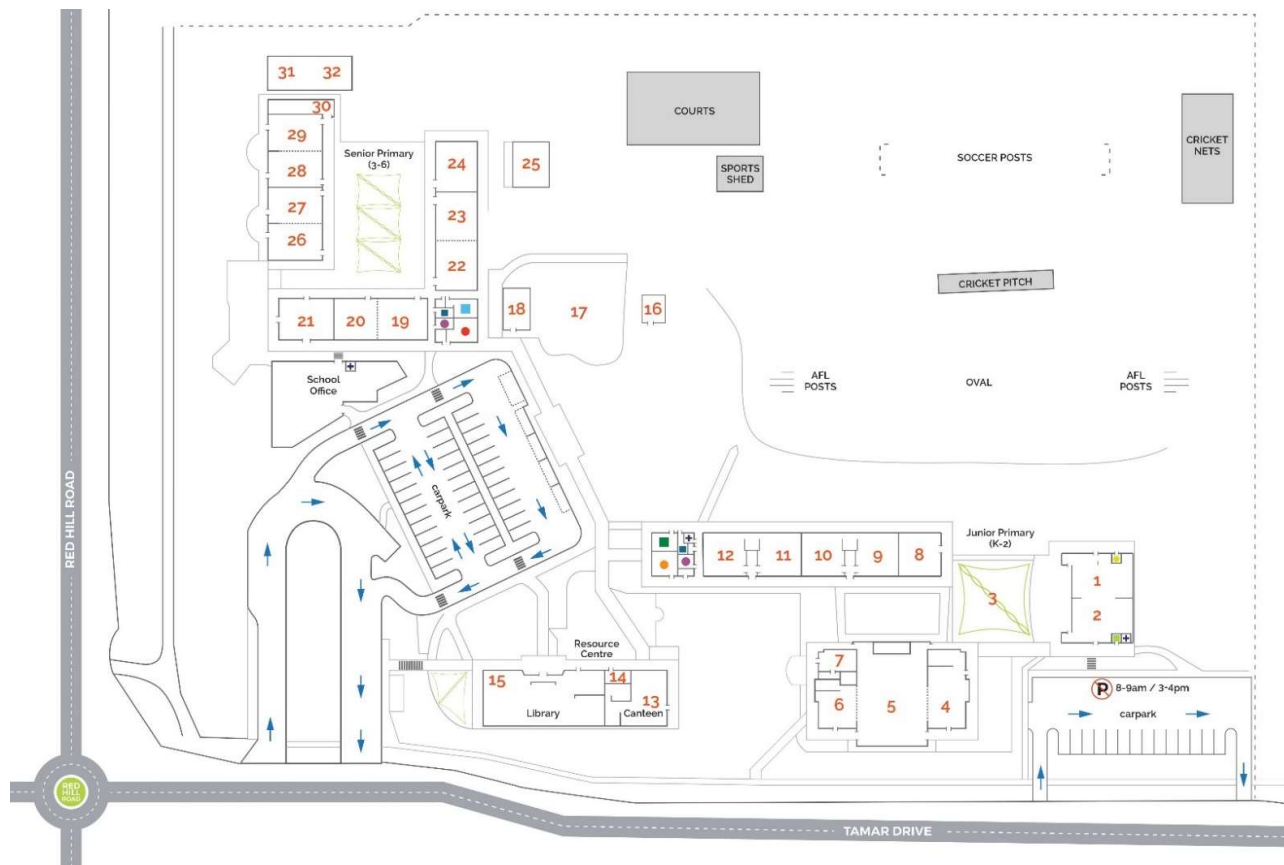 31 32
30
29
28
27
26
Senior Primary
(3-6)
24
23
22
25
COURTS
SPORTS
SHED
SOCCER POSTS
CRICKET
NETS
CRICKET PITCH
21 20 19
18
17
16
School
Office
AFL
POSTS
OVAL
AFL
POSTS
RED HILL ROAD
carpark
12 11 10 9 8
Junior Primary
(K-2)
3
1
2
Resource
Centre
15
14
13
Library
Canteen
7
6
5
4
P 8-9am / 3-4pm
carpark
RED
HILL
ROAD
TAMAR DRIVE